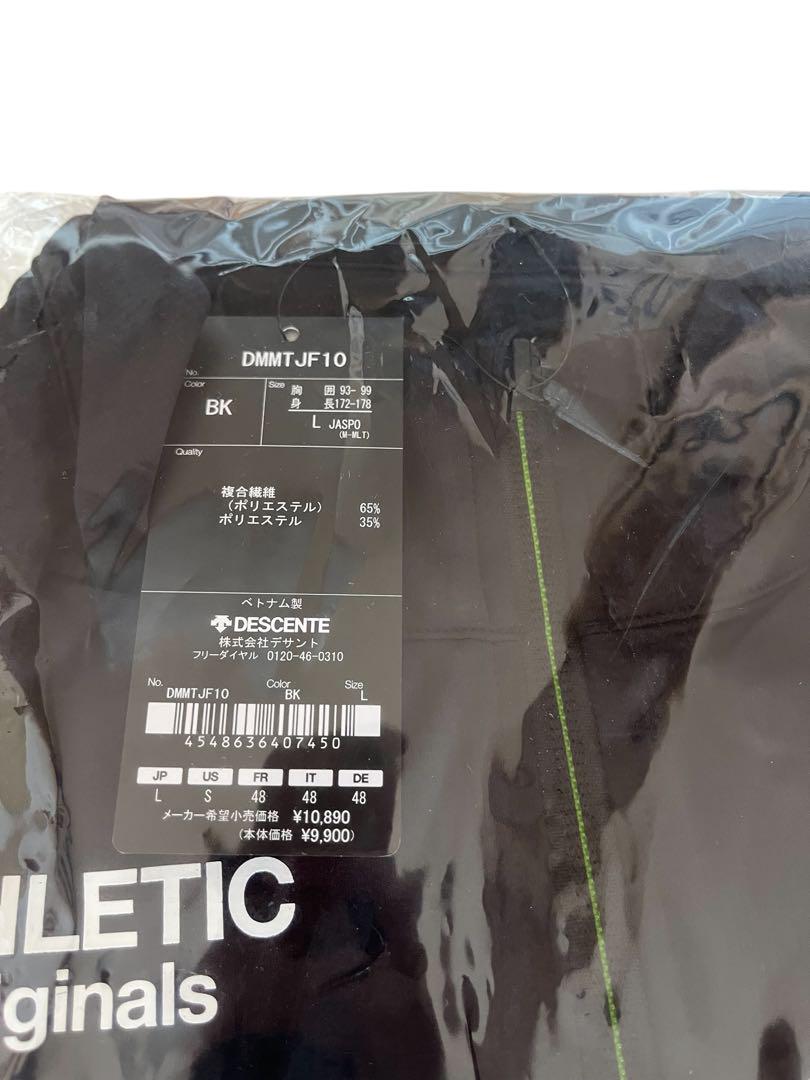 No. DMMTJF10
Color
BK
Size
胸 囲 93-99
身 長172-178
L JASPO
(M-MLT)
Quality
複合繊維
(ポリエステル) 65%
ポリエステル 35%
ベトナム製
DESCENTE
株式会社デサント
フリーダイヤル 0120-46-0310
No. Color Size
DMMTJF10 BK L
4548636407450
JP US FR IT DE
L S 48 48 48
メーカー希望小売価格 ¥10,890
(本体価格 ¥9,900)
LETIC
ginals